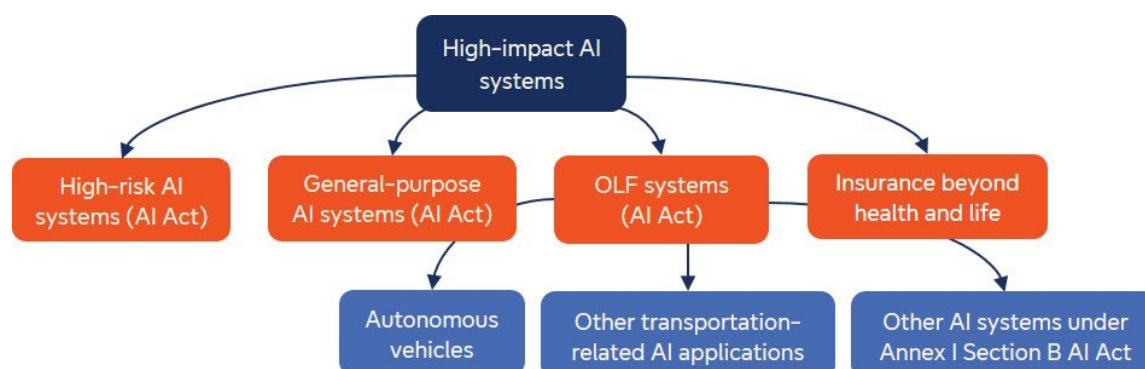 High-impact AI
systems
High-risk AI
systems (AI Act)
General-purpose
AI systems (AI Act)
OLF systems
(AI Act)
Insurance beyond
health and life
Autonomous
vehicles
Other transportation-
related AI applications
Other AI systems under
Annex I Section B AI Act